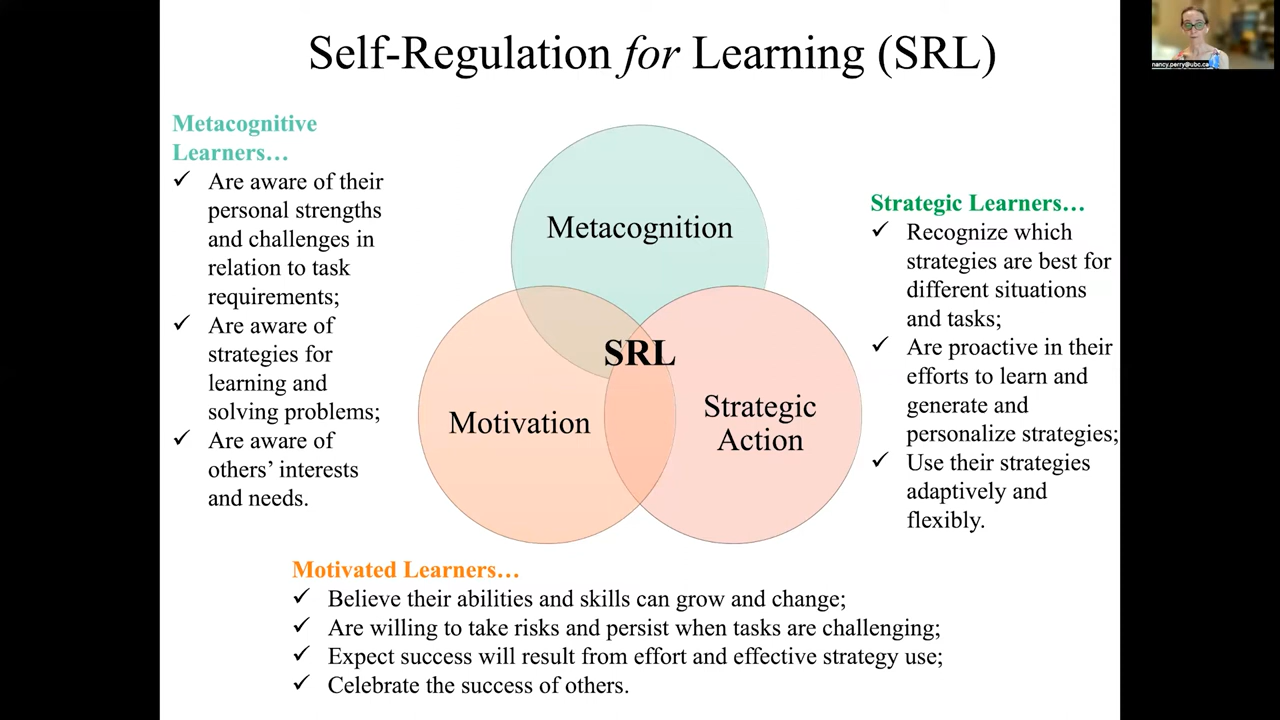 Self-Regulation for Learning (SRL)
nancy.perry@ubc.ca
Metacognitive
Learners…
✓ Are aware of their
personal strengths
and challenges in
relation to task
requirements;
✓ Are aware of
strategies for
learning and
solving problems;
✓ Are aware of
others’ interests
and needs.
Metacognition
SRL
Motivation
Strategic
Action
Strategic Learners…
✓ Recognize which
strategies are best for
different situations
and tasks;
✓ Are proactive in their
efforts to learn and
generate and
personalize strategies;
✓ Use their strategies
adaptively and
flexibly.
Motivated Learners…
✓ Believe their abilities and skills can grow and change;
✓ Are willing to take risks and persist when tasks are challenging;
✓ Expect success will result from effort and effective strategy use;
✓ Celebrate the success of others.